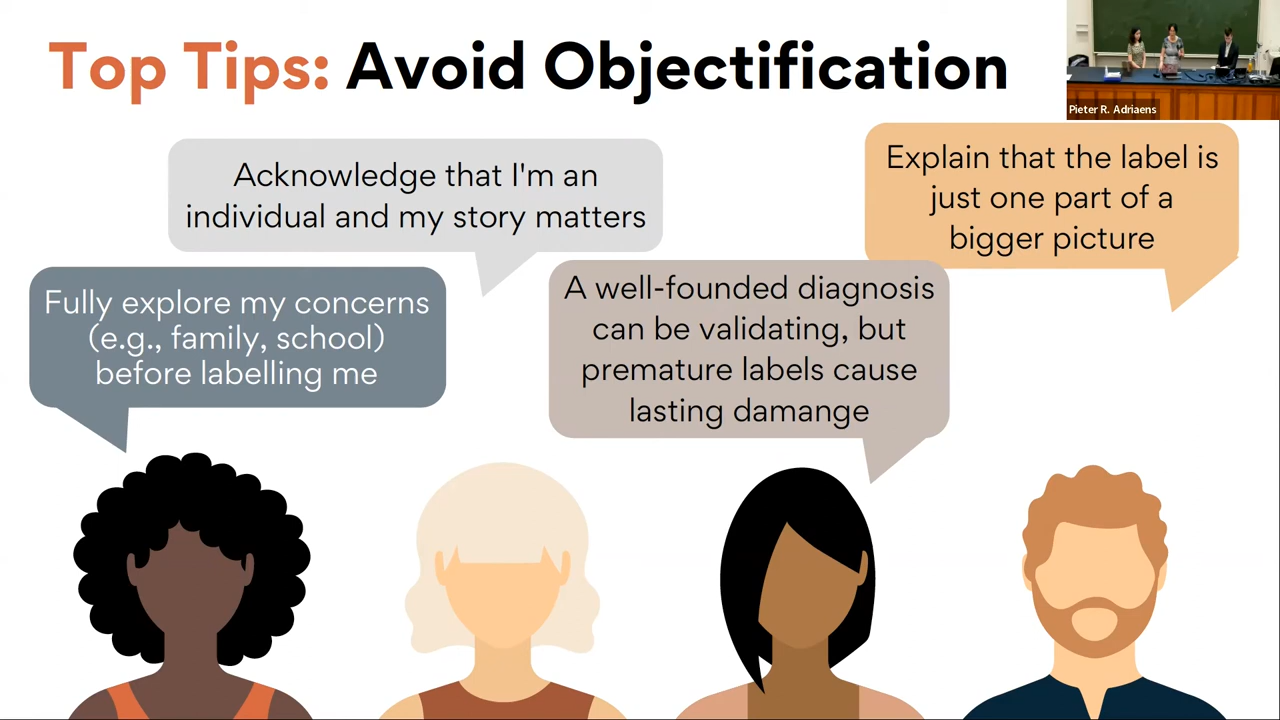 Top Tips: Avoid Objectification
Pieter R. Adriaens
Acknowledge that I'm an
individual and my story matters
Explain that the label is
just one part of a
bigger picture
Fully explore my concerns
(e.g., family, school)
before labelling me
A well-founded diagnosis
can be validating, but
premature labels cause
lasting damange